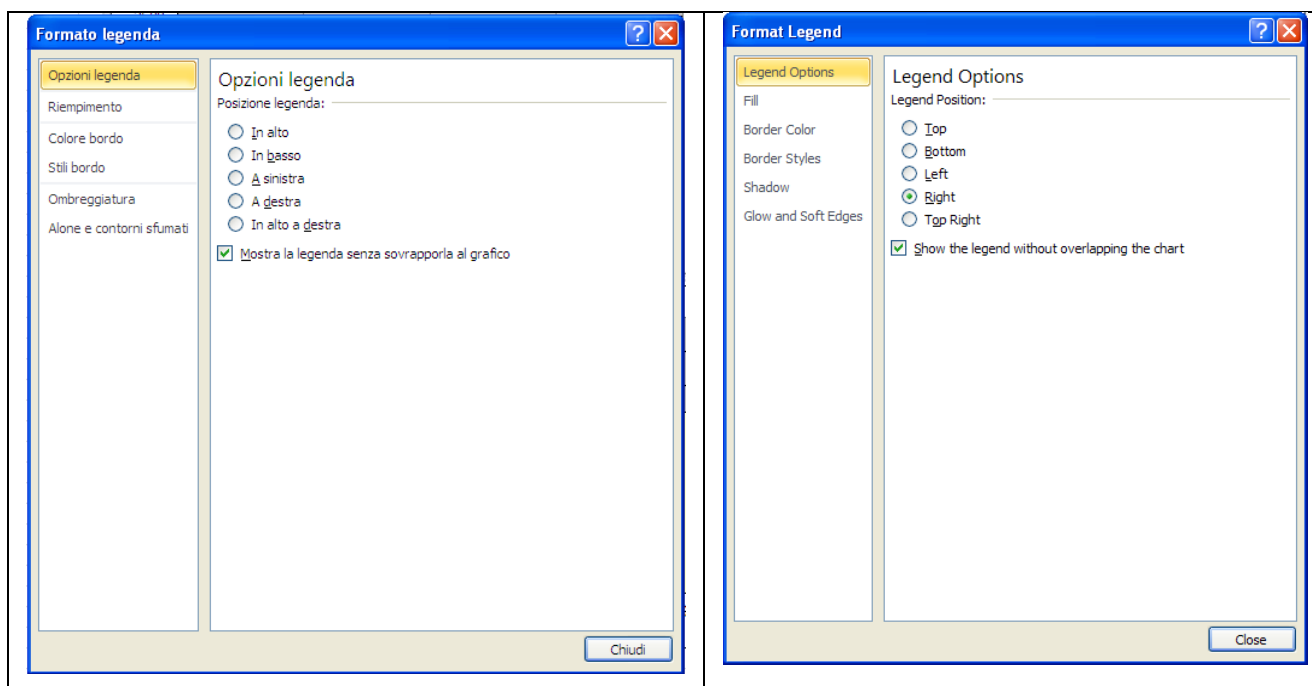 Formato legenda
Opzioni legenda
Riempimento
Colore bordo
Stili bordo
Ombreggiatura
Alone e contorni sfumati
Opzioni legenda
Posizione legenda:
In alto
In basso
A sinistra
A destra
In alto a destra
Mostra la legenda senza sovrapporla al grafico
Chiudi
Format Legend
Legend Options
Fill
Border Color
Border Styles
Shadow
Glow and Soft Edges
Legend Options
Legend Position:
Top
Bottom
Left
Right
Top Right
Show the legend without overlapping the chart
Close